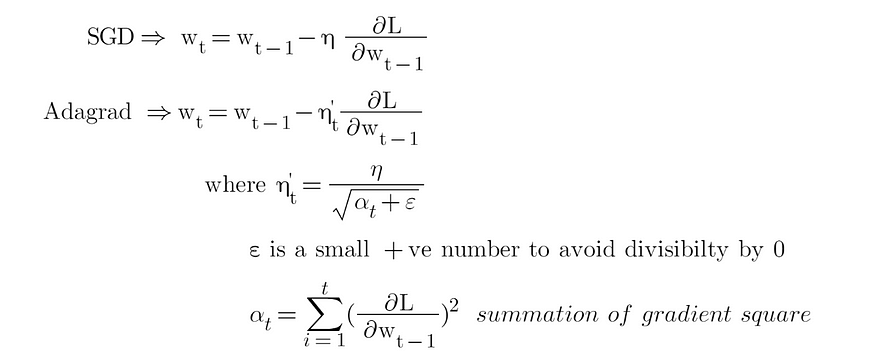 SGD ⇒ w_t = w_{t-1} − η ∂L/∂w_{t-1}
Adagrad ⇒ w_t = w_{t-1} − η'_t ∂L/∂w_{t-1}
where η'_t = η/√(α_t + ε)
ε is a small +ve number to avoid divisibilty by 0
α_t = ∑_{i=1}^{t} (∂L/∂w_{t-1})² summation of gradient square